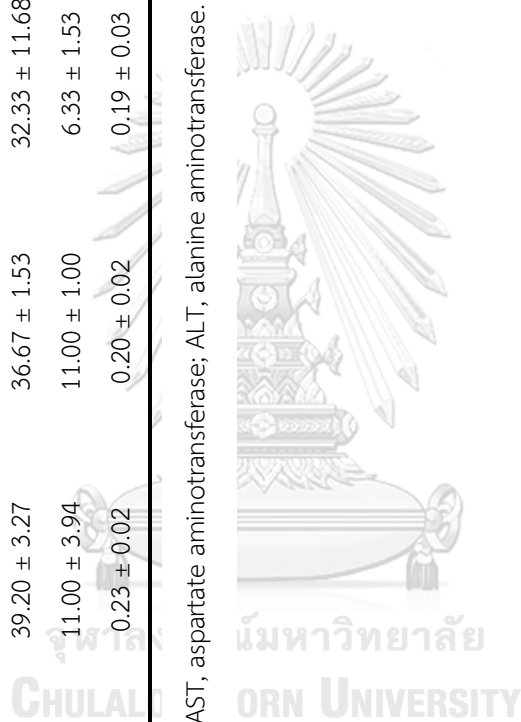 39.20 ± 3.27 36.67 ± 1.53 32.33 ± 11.68
11.00 ± 3.94 11.00 ± 1.00 6.33 ± 1.53
0.23 ± 0.02 0.20 ± 0.02 0.19 ± 0.03
AST, aspartate aminotransferase; ALT, alanine aminotransferase.
จุฬาลง ณ์มหาวิทยาลัย
CHULAL ORN UNIVERSITY